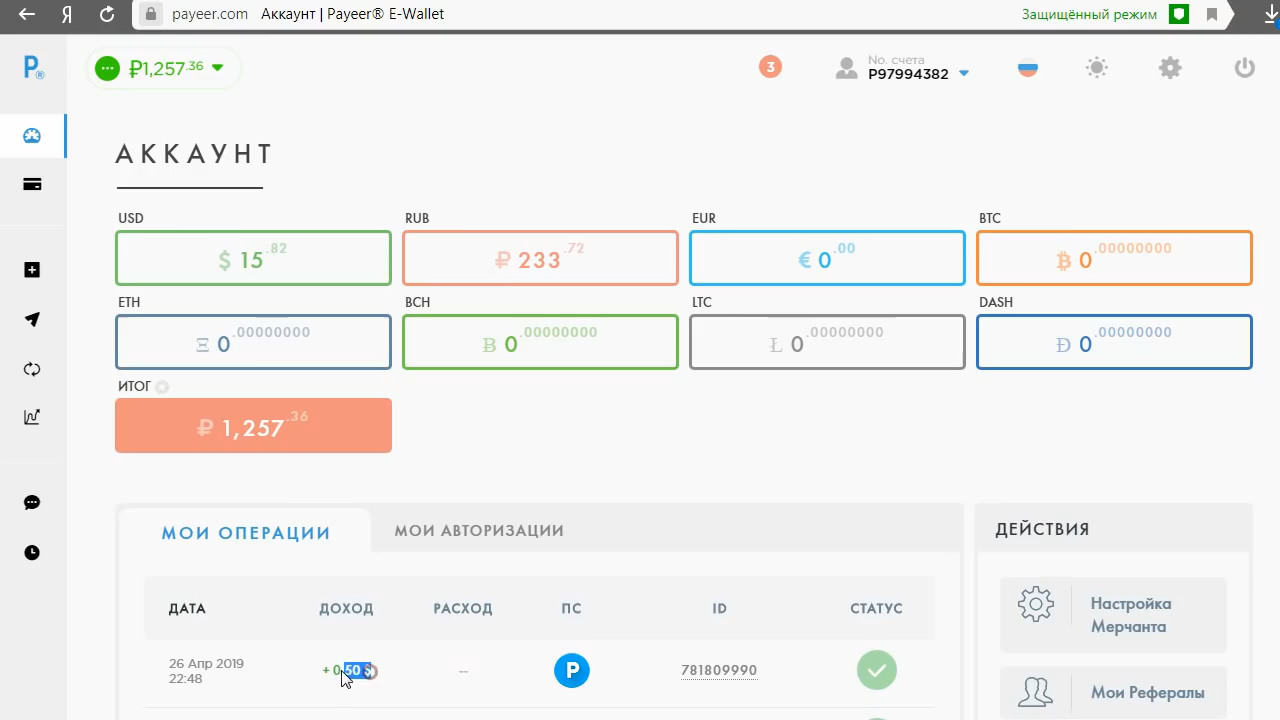 payeer.com Аккаунт | Payeer® E-Wallet
Защищённый режим
P®
₽1,257.36
3
No. счета
P97994382
АККАУНТ
USD RUB EUR BTC
$ 15.82 ₽ 233.72 € 0.00 0.00000000
ETH BCH LTC DASH
Ξ 0.00000000 0.00000000 Ł 0.00000000 Đ 0.00000000
ИТОГ
₽ 1,257.36
МОИ ОПЕРАЦИИ МОИ АВТОРИЗАЦИИ
ДЕЙСТВИЯ
ДАТА ДОХОД РАСХОД ПС ID СТАТУС
Настройка
Мерчанта
26 Апр 2019
22:48
+ 0.50 $ -- P 781809990
Мои Рефералы